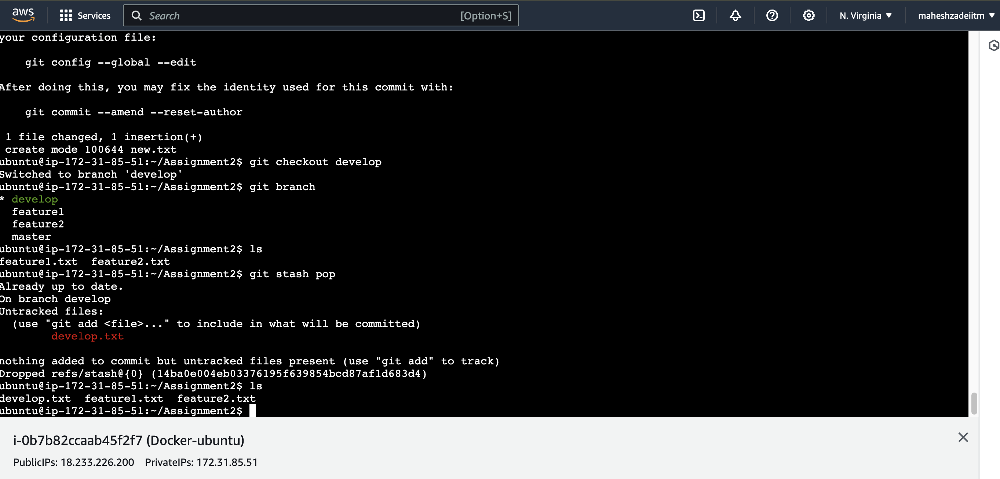 aws Services Search [Option+S] N. Virginia maheshzadeiitm
your configuration file:
git config --global --edit
After doing this, you may fix the identity used for this commit with:
git commit --amend --reset-author
1 file changed, 1 insertion(+)
create mode 100644 new.txt
ubuntu@ip-172-31-85-51:~/Assignment2$ git checkout develop
Switched to branch 'develop'
ubuntu@ip-172-31-85-51:~/Assignment2$ git branch
* develop
feature1
feature2
master
ubuntu@ip-172-31-85-51:~/Assignment2$ ls
feature1.txt feature2.txt
ubuntu@ip-172-31-85-51:~/Assignment2$ git stash pop
Already up to date.
On branch develop
Untracked files:
(use "git add <file>..." to include in what will be committed)
develop.txt
nothing added to commit but untracked files present (use "git add" to track)
Dropped refs/stash@{0} (14ba0e004eb03376195f639854bcd87af1d683d4)
ubuntu@ip-172-31-85-51:~/Assignment2$ ls
develop.txt feature1.txt feature2.txt
ubuntu@ip-172-31-85-51:~/Assignment2$
i-0b7b82ccaab45f2f7 (Docker-ubuntu)
PublicIPs: 18.233.226.200 PrivateIPs: 172.31.85.51